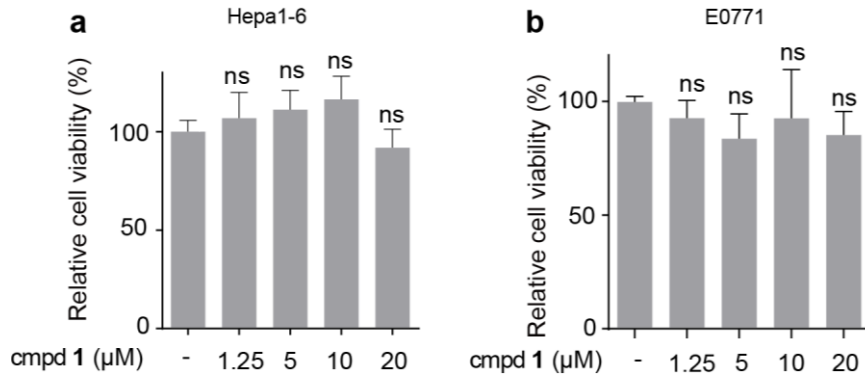 a
Hepa1-6
Relative cell viability (%)
100
50
0
ns
ns
ns
ns
cmpd 1 (μM)
- 1.25 5 10 20
b
E0771
Relative cell viability (%)
100
50
0
ns
ns
ns
ns
cmpd 1 (μM)
- 1.25 5 10 20